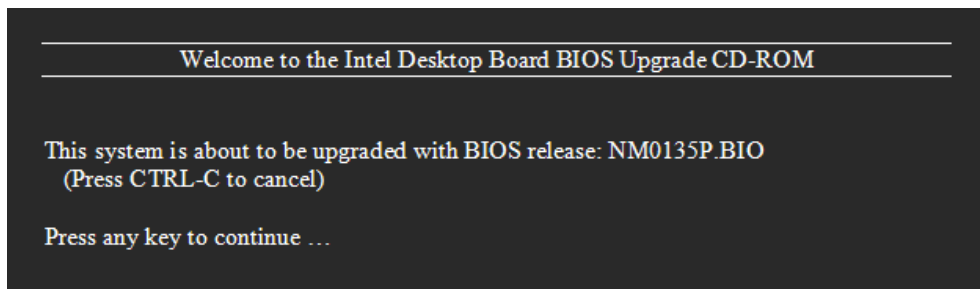 Welcome to the Intel Desktop Board BIOS Upgrade CD-ROM
This system is about to be upgraded with BIOS release: NM0135P.BIO
(Press CTRL-C to cancel)
Press any key to continue …